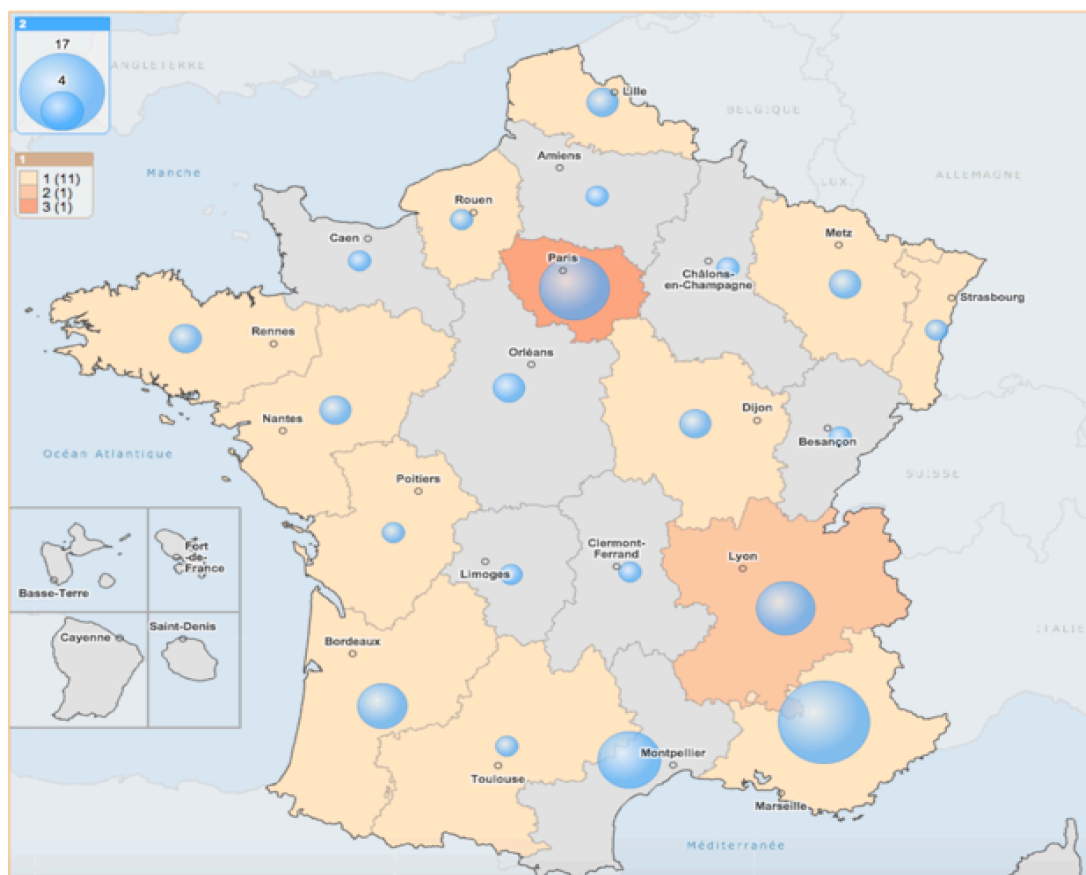 2
17
4
1
1 (11)
2 (1)
3 (1)
ANGLETERRE
Manche
BELGIQUE
LUX.
ALLEMAGNE
Lille
Amiens
Rouen
Caen
Metz
Paris
Châlons-
en-Champagne
Strasbourg
Rennes
Orléans
Nantes
Dijon
Besançon
Océan Atlantique
SUISSE
Poitiers
Clermont-
Ferrand
Lyon
Limoges
Fort
-de-
France
Basse-Terre
Cayenne
Saint-Denis
ITALIE
Bordeaux
Montpellier
Toulouse
Marseille
Méditerranée